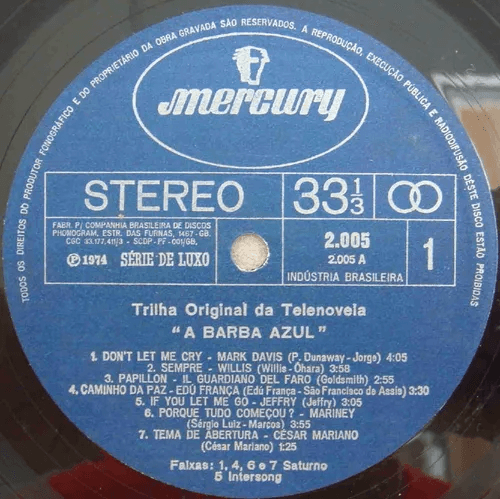 TODOS OS DIREITOS DO PRODUTOR FONOGRÁFICO E DO PROPRIETÁRIO DA OBRA GRAVADA SÃO RESERVADOS. A REPRODUÇÃO, EXECUÇÃO PÚBLICA E RADIODIFUSÃO DESTE DISCO ESTÃO PROIBIDAS
mercury
STEREO
33 1/3
FABR. P/ COMPANHIA BRASILEIRA DE DISCOS
PHONOGRAM, ESTR. DAS FURNAS, 1467-GB.
CGC 33.177.411/3 - SCDP-PF-001/GB.
Ⓟ 1974 SÉRIE DE LUXO
2.005
2.005 A
INDÚSTRIA BRASILEIRA
1
Trilha Original da Telenovela
"A BARBA AZUL"
1. DON'T LET ME CRY - MARK DAVIS (P. Dunaway-Jorge) 4:05
2. SEMPRE - WILLIS (Willis-Ohara) 3:58
3. PAPILLON - IL GUARDIANO DEL FARO (Goldsmith) 2:55
4. CAMINHO DA PAZ - EDÚ FRANÇA (Edú França - São Francisco de Assis) 3:30
5. IF YOU LET ME GO - JEFFRY (Jeffry) 3:55
6. PORQUE TUDO COMEÇOU? - MARINEY
(Sérgio Luiz - Marcos) 3:55
7. TEMA DE ABERTURA - CÉSAR MARIANO
(César Mariano) 1:25
Faixas: 1, 4, 6 e 7 Saturno
5 Intersong